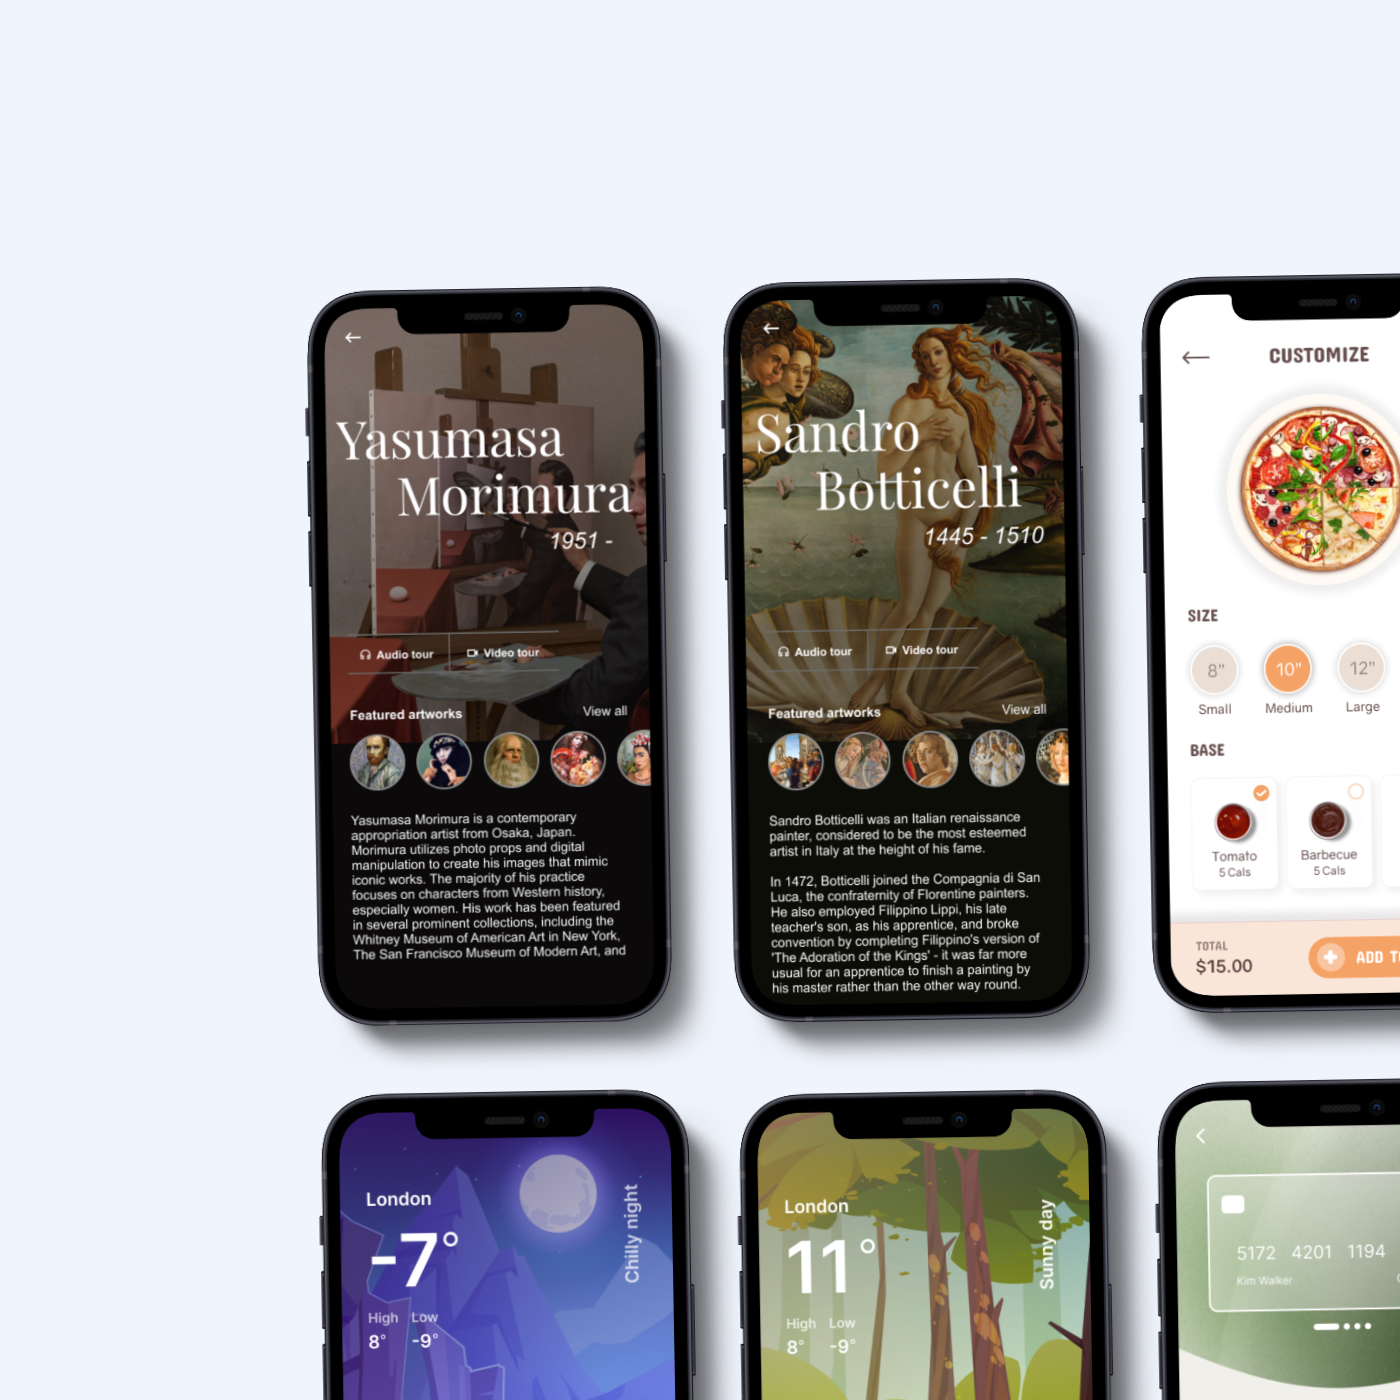 Yasumasa
Morimura
1951 -
Audio tour
Video tour
Featured artworks
View all
Yasumasa Morimura is a contemporary
appropriation artist from Osaka, Japan.
Morimura utilizes photo props and digital
manipulation to create his images that mimic
iconic works. The majority of his practice
focuses on characters from Western history,
especially women. His work has been featured
in several prominent collections, including the
Whitney Museum of American Art in New York,
The San Francisco Museum of Modern Art, and
Sandro
Botticelli
1445 - 1510
Audio tour
Video tour
Featured artworks
View all
Sandro Botticelli was an Italian renaissance
painter, considered to be the most esteemed
artist in Italy at the height of his fame.
In 1472, Botticelli joined the Compagnia di San
Luca, the confraternity of Florentine painters.
He also employed Filippino Lippi, his late
teacher's son, as his apprentice, and broke
convention by completing Filippino's version of
'The Adoration of the Kings' - it was far more
usual for an apprentice to finish a painting by
his master rather than the other way round.
CUSTOMIZE
SIZE
8"
10"
12"
Small
Medium
Large
BASE
Tomato
5 Cals
Barbecue
5 Cals
TOTAL
$15.00
ADD
London
-7°
High Low
8° -9°
Chilly night
London
11°
High Low
8° -9°
Sunny day
5172 4201 1194
Kim Walker